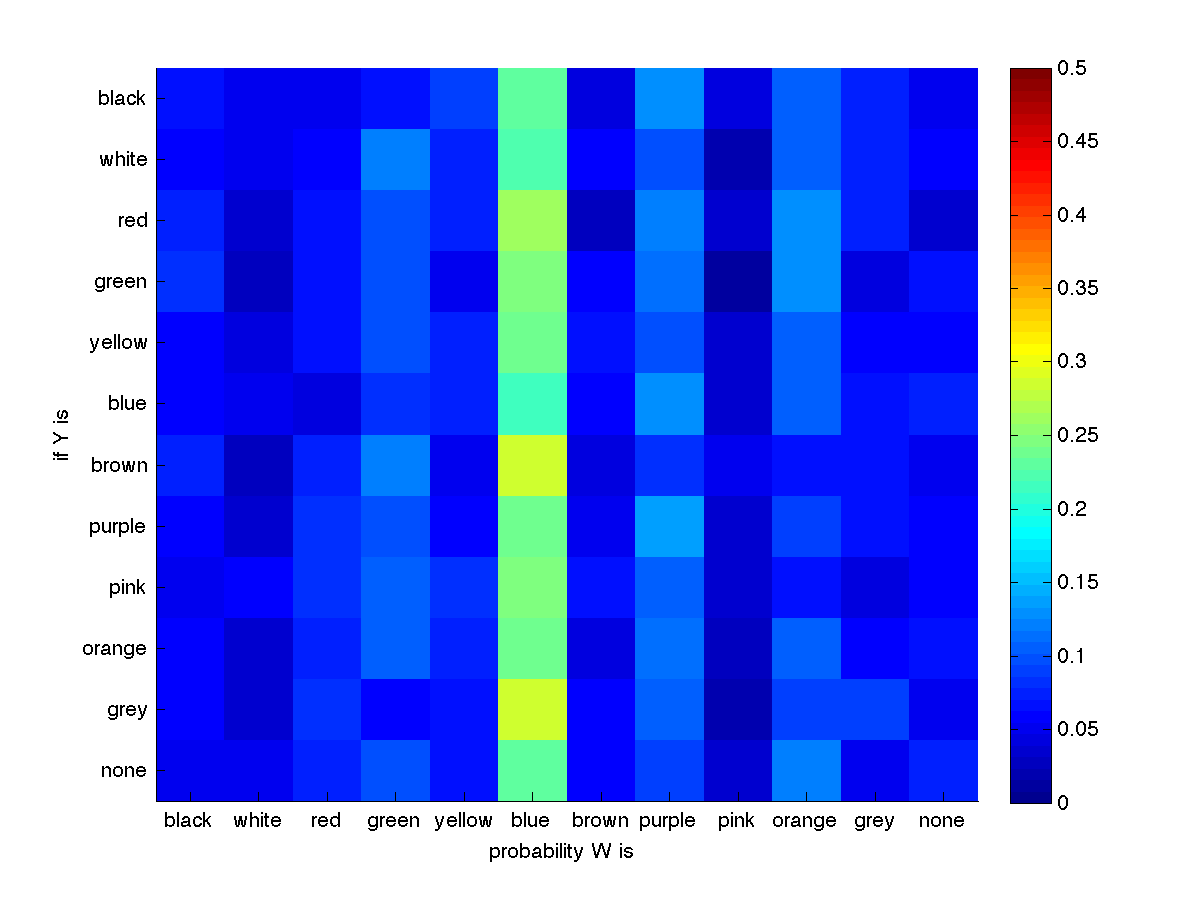 black
white
red
green
yellow
blue
brown
purple
pink
orange
grey
none
if Y is
black white red green yellow blue brown purple pink orange grey none
probability W is
0.5
0.45
0.4
0.35
0.3
0.25
0.2
0.15
0.1
0.05
0